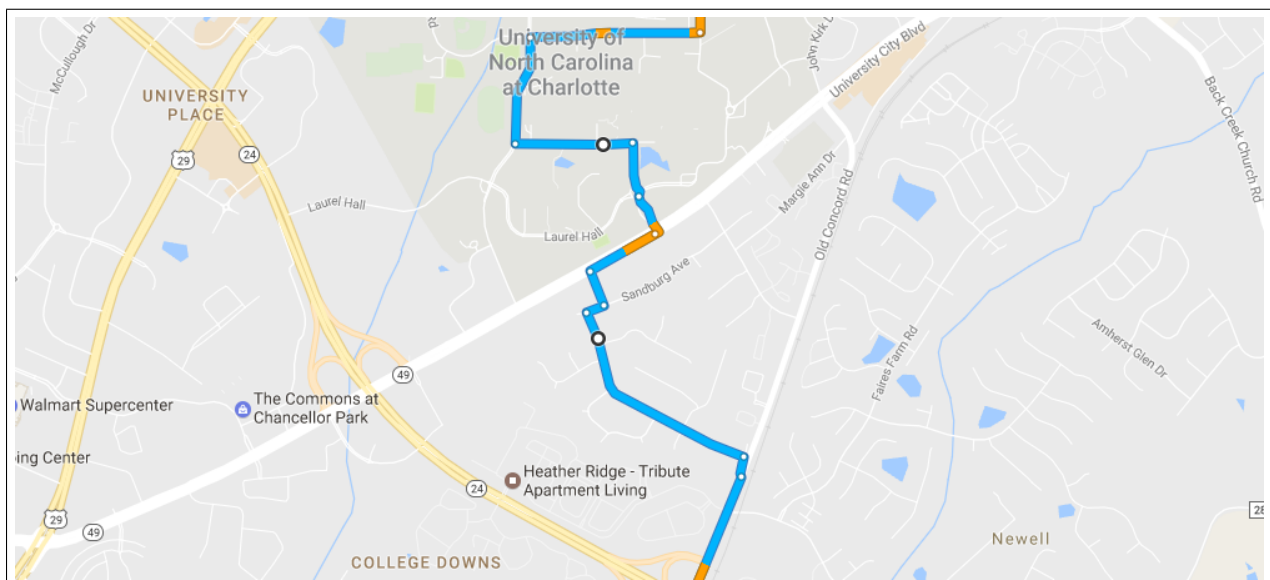 McCullough Dr
Rd
University of
North Carolina
at Charlotte
John Kirk
University City Blvd
Back Creek Church Rd
UNIVERSITY
PLACE
29
24
Laurel Hall
Laurel Hall
Margie Ann Dr
Old Concord Rd
Sandburg Ave
Amherst Glen Dr
Faires Farm Rd
49
Walmart Supercenter
The Commons at
Chancellor Park
ping Center
Heather Ridge - Tribute
Apartment Living
24
29
49
28
Newell
COLLEGE DOWNS